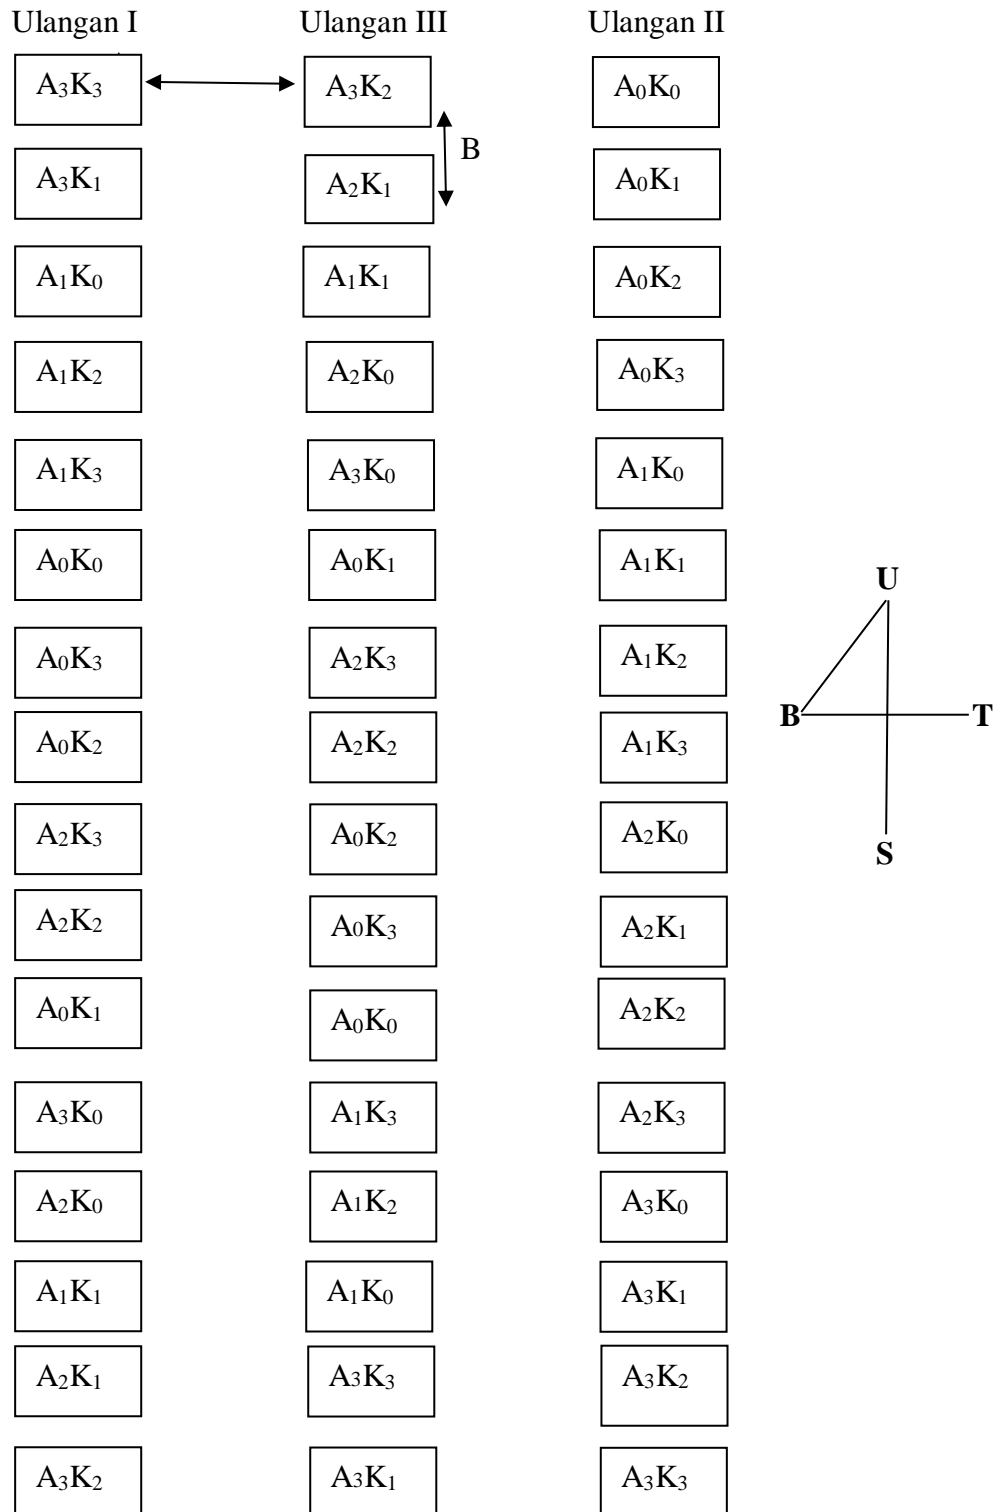 Ulangan I Ulangan III Ulangan II
A₃K₃ A₃K₂ A₀K₀
B
A₃K₁ A₂K₁ A₀K₁
A₁K₀ A₁K₁ A₀K₂
A₁K₂ A₂K₀ A₀K₃
A₁K₃ A₃K₀ A₁K₀
A₀K₀ A₀K₁ A₁K₁
U
A₀K₃ A₂K₃ A₁K₂
B T
A₀K₂ A₂K₂ A₁K₃
A₂K₃ A₀K₂ A₂K₀
S
A₂K₂ A₀K₃ A₂K₁
A₀K₁ A₀K₀ A₂K₂
A₃K₀ A₁K₃ A₂K₃
A₂K₀ A₁K₂ A₃K₀
A₁K₁ A₁K₀ A₃K₁
A₂K₁ A₃K₃ A₃K₂
A₃K₂ A₃K₁ A₃K₃